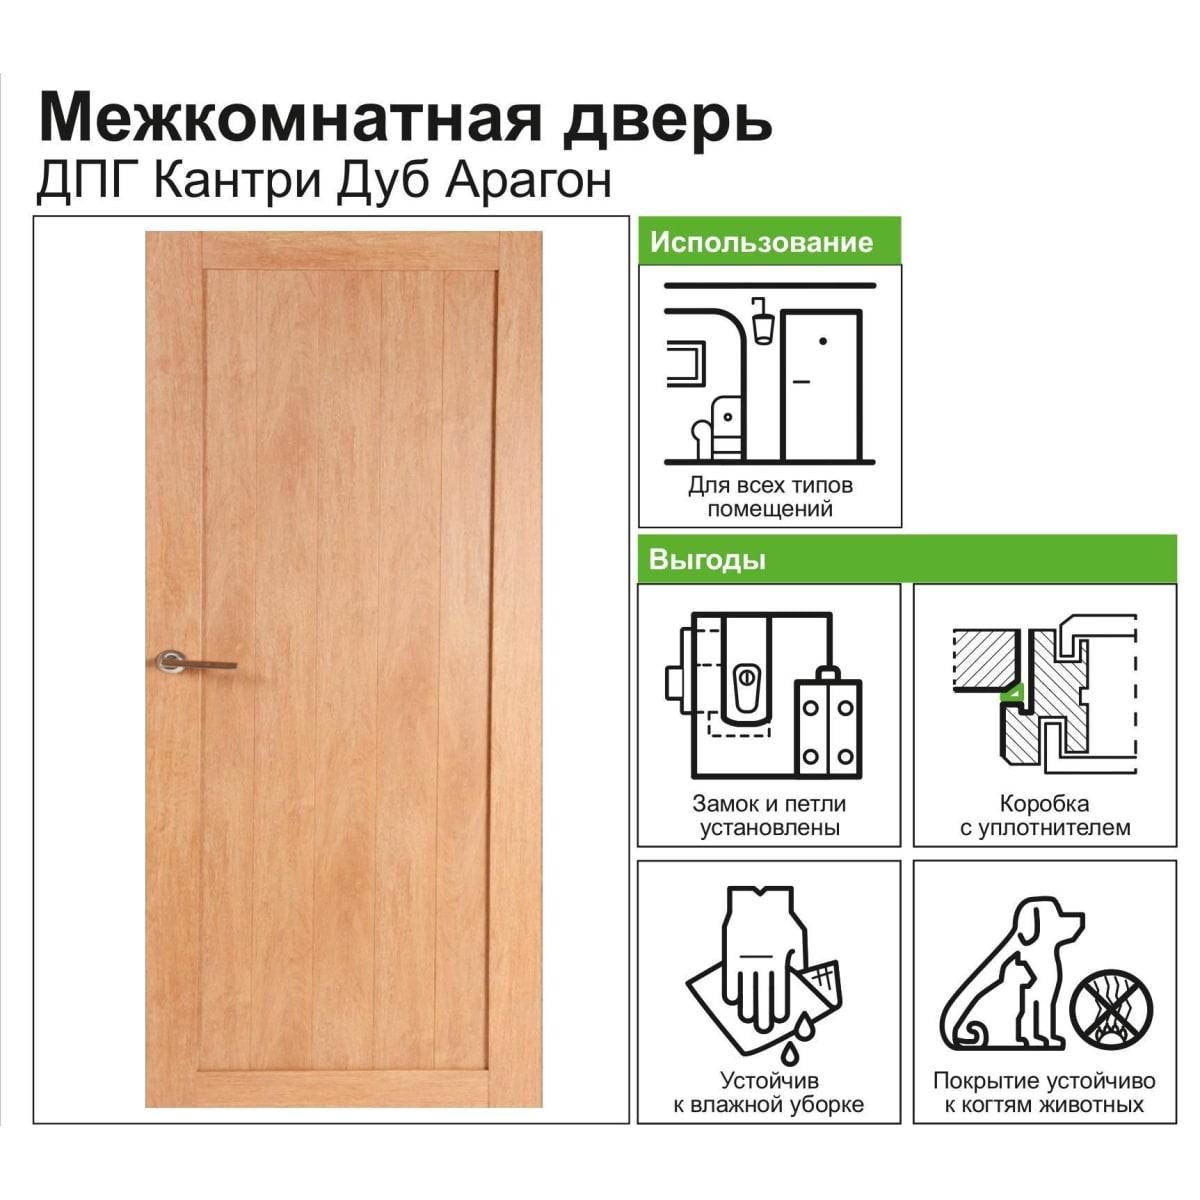 Межкомнатная дверь
ДПГ Кантри Дуб Арагон
Использование
Для всех типов
помещений
Выгоды
Замок и петли
установлены
Коробка
с уплотнителем
Устойчив
к влажной уборке
Покрытие устойчиво
к когтям животных